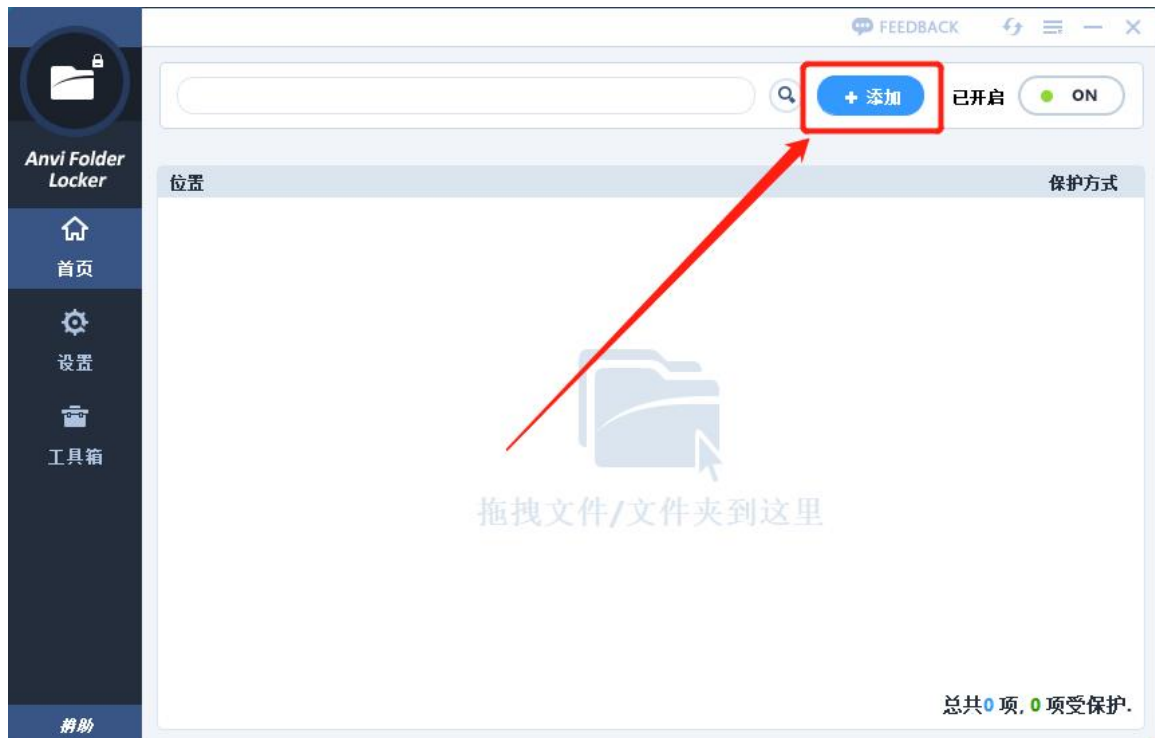 FEEDBACK
+ 添加
已开启
ON
Anvi Folder
Locker
位置
保护方式
首页
设置
工具箱
拖拽文件/文件夹到这里
总共0 项, 0 项受保护.
帮助